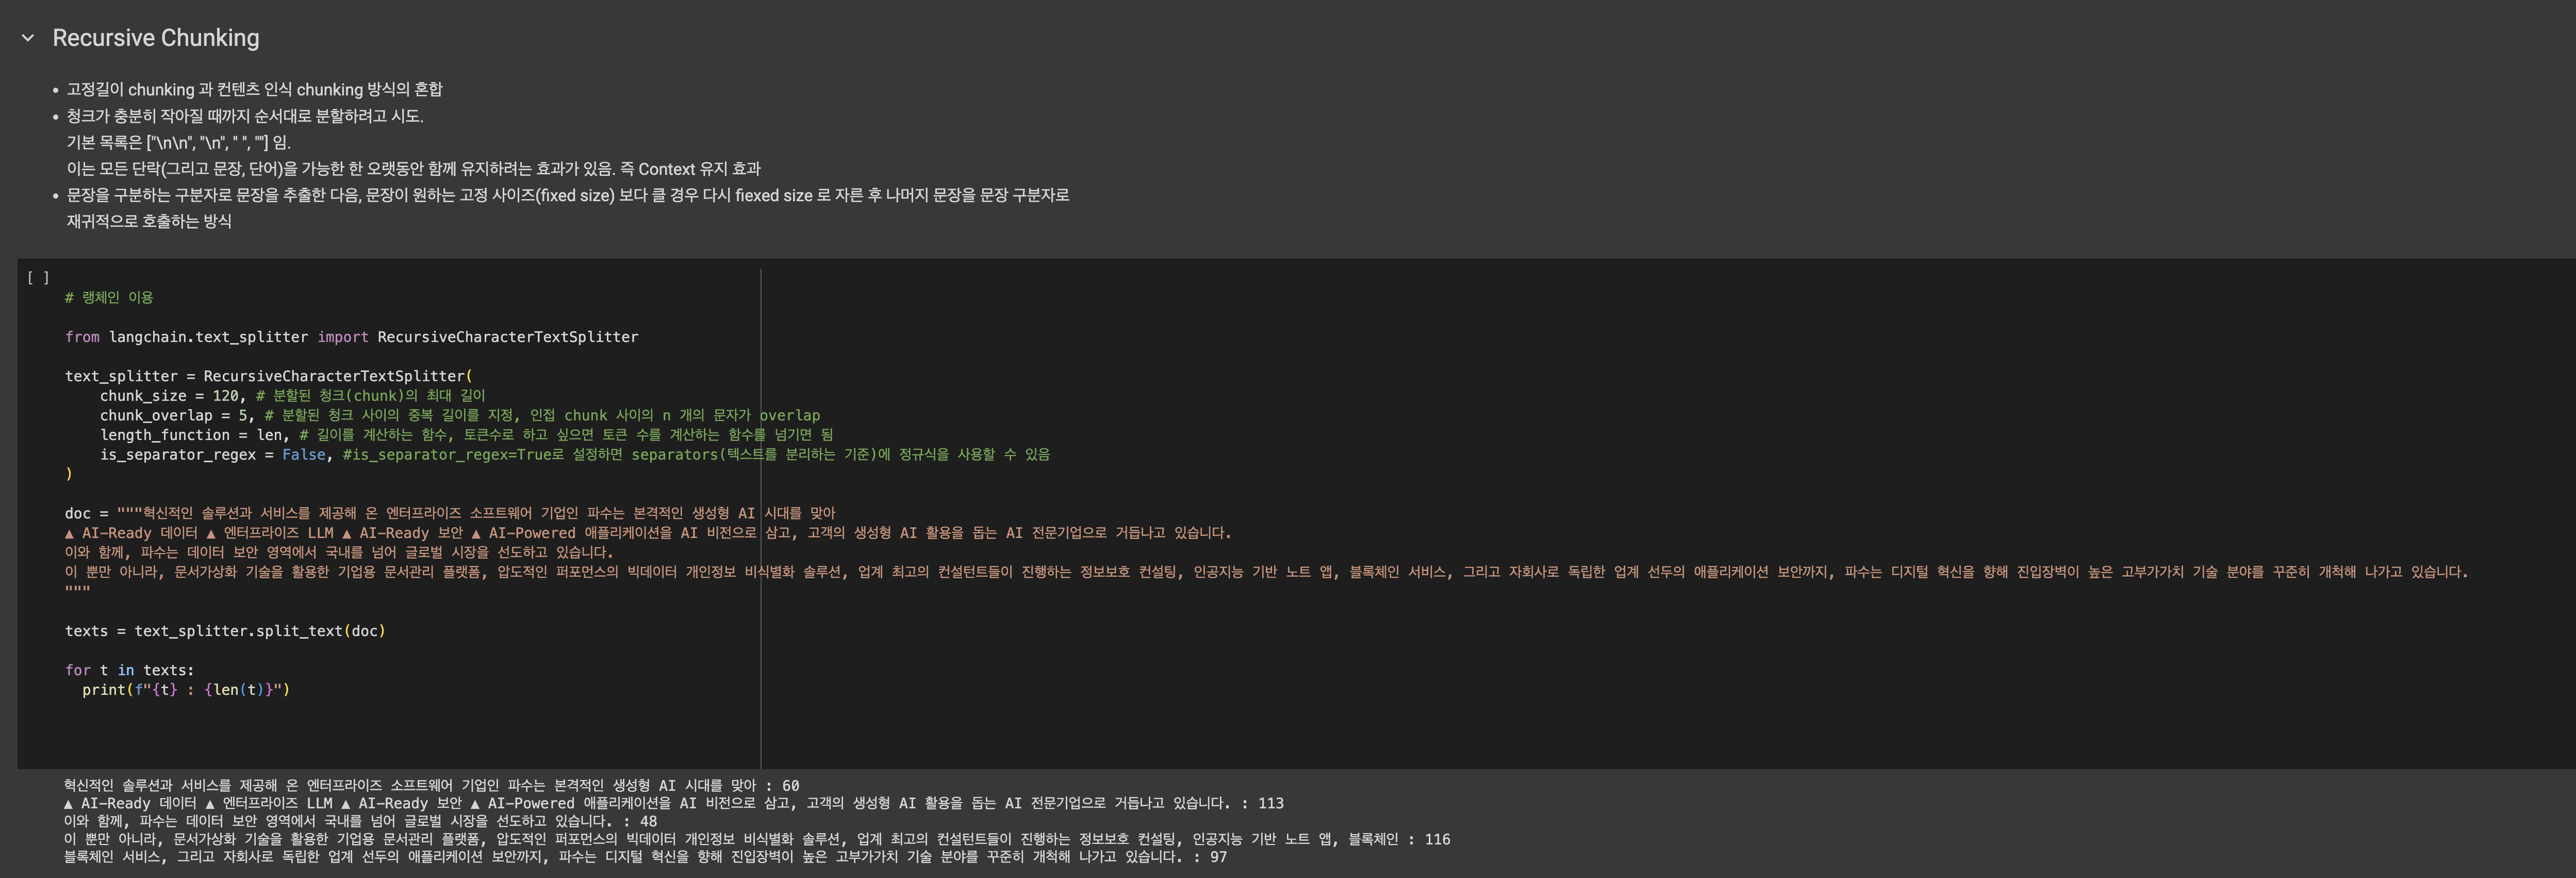 Recursive Chunking
• 고정길이 chunking 과 컨텐츠 인식 chunking 방식의 혼합
• 청크가 충분히 작아질 때까지 순서대로 분할하려고 시도.
기본 목록은 ["\n\n", "\n", " ", ""] 임.
이는 모든 단락(그리고 문장, 단어)을 가능한 한 오랫동안 함께 유지하려는 효과가 있음. 즉 Context 유지 효과
• 문장을 구분하는 구분자로 문장을 추출한 다음, 문장이 원하는 고정 사이즈(fixed size) 보다 클 경우 다시 fiexed size 로 자른 후 나머지 문장을 문장 구분자로
재귀적으로 호출하는 방식
[ ]
# 랭체인 이용
from langchain.text_splitter import RecursiveCharacterTextSplitter
text_splitter = RecursiveCharacterTextSplitter(
    chunk_size = 120, # 분할된 청크(chunk)의 최대 길이
    chunk_overlap = 5, # 분할된 청크 사이의 중복 길이를 지정, 인접 chunk 사이의 n 개의 문자가 overlap
    length_function = len, # 길이를 계산하는 함수, 토큰수로 하고 싶으면 토큰 수를 계산하는 함수를 넘기면 됨
    is_separator_regex = False, #is_separator_regex=True로 설정하면 separators(텍스트를 분리하는 기준)에 정규식을 사용할 수 있음
)
doc = """혁신적인 솔루션과 서비스를 제공해 온 엔터프라이즈 소프트웨어 기업인 파수는 본격적인 생성형 AI 시대를 맞아
▲ AI-Ready 데이터 ▲ 엔터프라이즈 LLM ▲ AI-Ready 보안 ▲ AI-Powered 애플리케이션을 AI 비전으로 삼고, 고객의 생성형 AI 활용을 돕는 AI 전문기업으로 거듭나고 있습니다.
이와 함께, 파수는 데이터 보안 영역에서 국내를 넘어 글로벌 시장을 선도하고 있습니다.
이 뿐만 아니라, 문서가상화 기술을 활용한 기업용 문서관리 플랫폼, 압도적인 퍼포먼스의 빅데이터 개인정보 비식별화 솔루션, 업계 최고의 컨설턴트들이 진행하는 정보보호 컨설팅, 인공지능 기반 노트 앱, 블록체인 서비스, 그리고 자회사로 독립한 업계 선두의 애플리케이션 보안까지, 파수는 디지털 혁신을 향해 진입장벽이 높은 고부가가치 기술 분야를 꾸준히 개척해 나가고 있습니다.
"""
texts = text_splitter.split_text(doc)
for t in texts:
  print(f"{t} : {len(t)}")
혁신적인 솔루션과 서비스를 제공해 온 엔터프라이즈 소프트웨어 기업인 파수는 본격적인 생성형 AI 시대를 맞아 : 60
▲ AI-Ready 데이터 ▲ 엔터프라이즈 LLM ▲ AI-Ready 보안 ▲ AI-Powered 애플리케이션을 AI 비전으로 삼고, 고객의 생성형 AI 활용을 돕는 AI 전문기업으로 거듭나고 있습니다. : 113
이와 함께, 파수는 데이터 보안 영역에서 국내를 넘어 글로벌 시장을 선도하고 있습니다. : 48
이 뿐만 아니라, 문서가상화 기술을 활용한 기업용 문서관리 플랫폼, 압도적인 퍼포먼스의 빅데이터 개인정보 비식별화 솔루션, 업계 최고의 컨설턴트들이 진행하는 정보보호 컨설팅, 인공지능 기반 노트 앱, 블록체인 : 116
블록체인 서비스, 그리고 자회사로 독립한 업계 선두의 애플리케이션 보안까지, 파수는 디지털 혁신을 향해 진입장벽이 높은 고부가가치 기술 분야를 꾸준히 개척해 나가고 있습니다. : 97